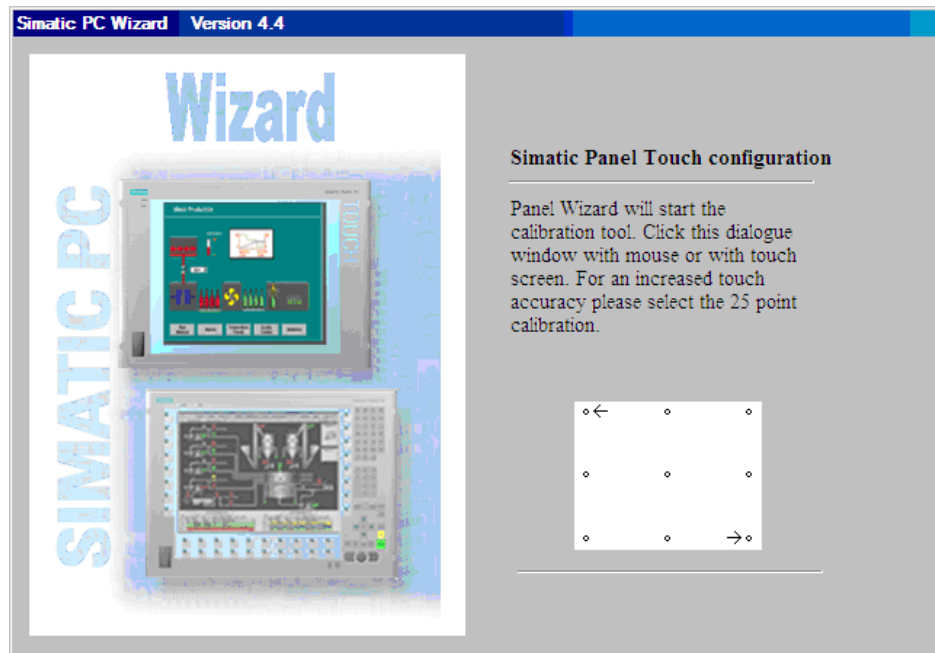 Simatic PC Wizard Version 4.4
Wizard
SIMATIC PC
TOUCH
Simatic Panel Touch configuration
Panel Wizard will start the
calibration tool. Click this dialogue
window with mouse or with touch
screen. For an increased touch
accuracy please select the 25 point
calibration.